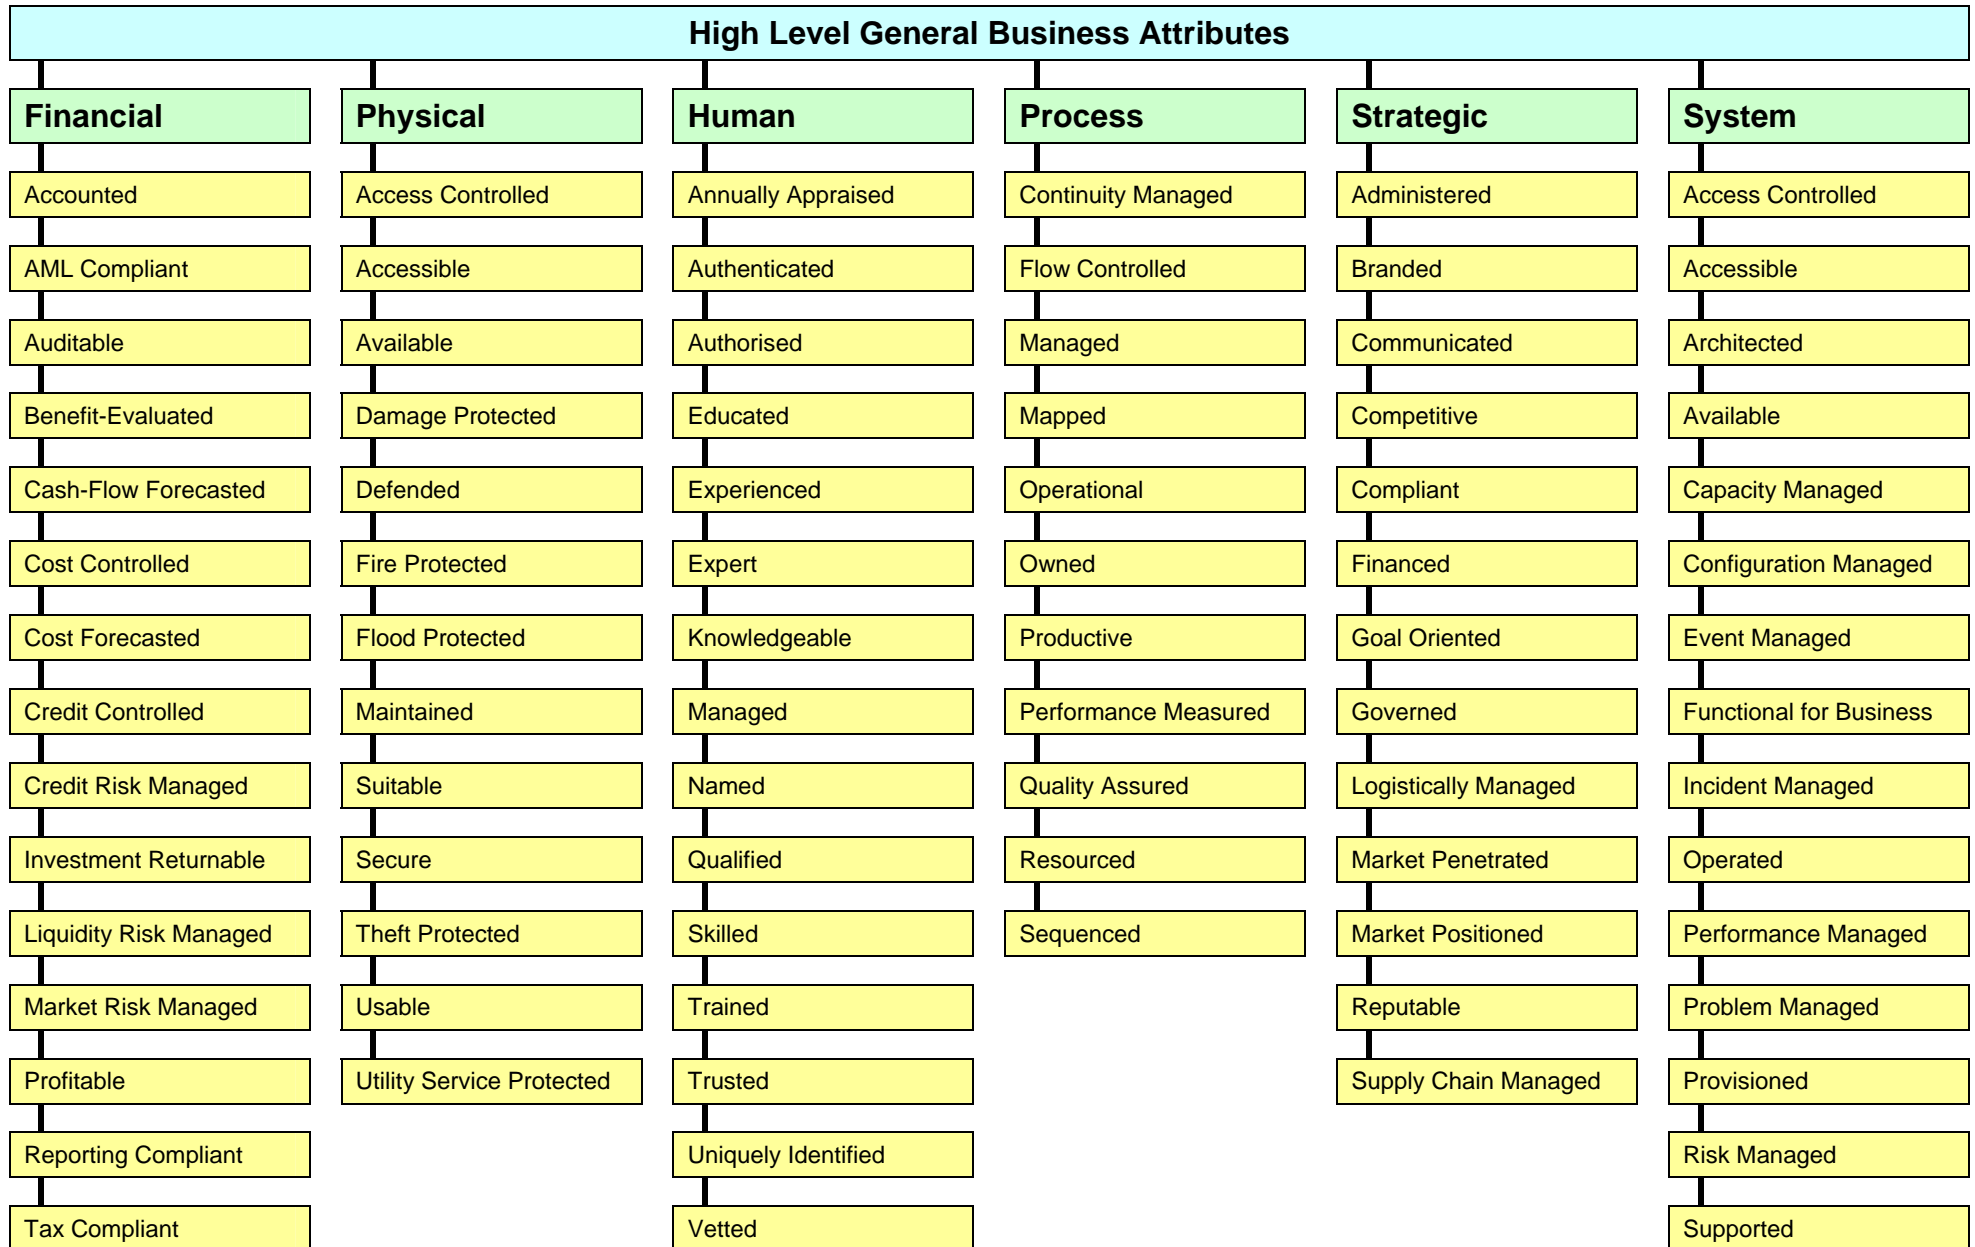 High Level General Business Attributes
Financial
Accounted
AML Compliant
Auditable
Benefit-Evaluated
Cash-Flow Forecasted
Cost Controlled
Cost Forecasted
Credit Controlled
Credit Risk Managed
Investment Returnable
Liquidity Risk Managed
Market Risk Managed
Profitable
Reporting Compliant
Tax Compliant
Physical
Access Controlled
Accessible
Available
Damage Protected
Defended
Fire Protected
Flood Protected
Maintained
Suitable
Secure
Theft Protected
Usable
Utility Service Protected
Human
Annually Appraised
Authenticated
Authorised
Educated
Experienced
Expert
Knowledgeable
Managed
Named
Qualified
Skilled
Trained
Trusted
Uniquely Identified
Vetted
Process
Continuity Managed
Flow Controlled
Managed
Mapped
Operational
Owned
Productive
Performance Measured
Quality Assured
Resourced
Sequenced
Strategic
Administered
Branded
Communicated
Competitive
Compliant
Financed
Goal Oriented
Governed
Logistically Managed
Market Penetrated
Market Positioned
Reputable
Supply Chain Managed
System
Access Controlled
Accessible
Architected
Available
Capacity Managed
Configuration Managed
Event Managed
Functional for Business
Incident Managed
Operated
Performance Managed
Problem Managed
Provisioned
Risk Managed
Supported